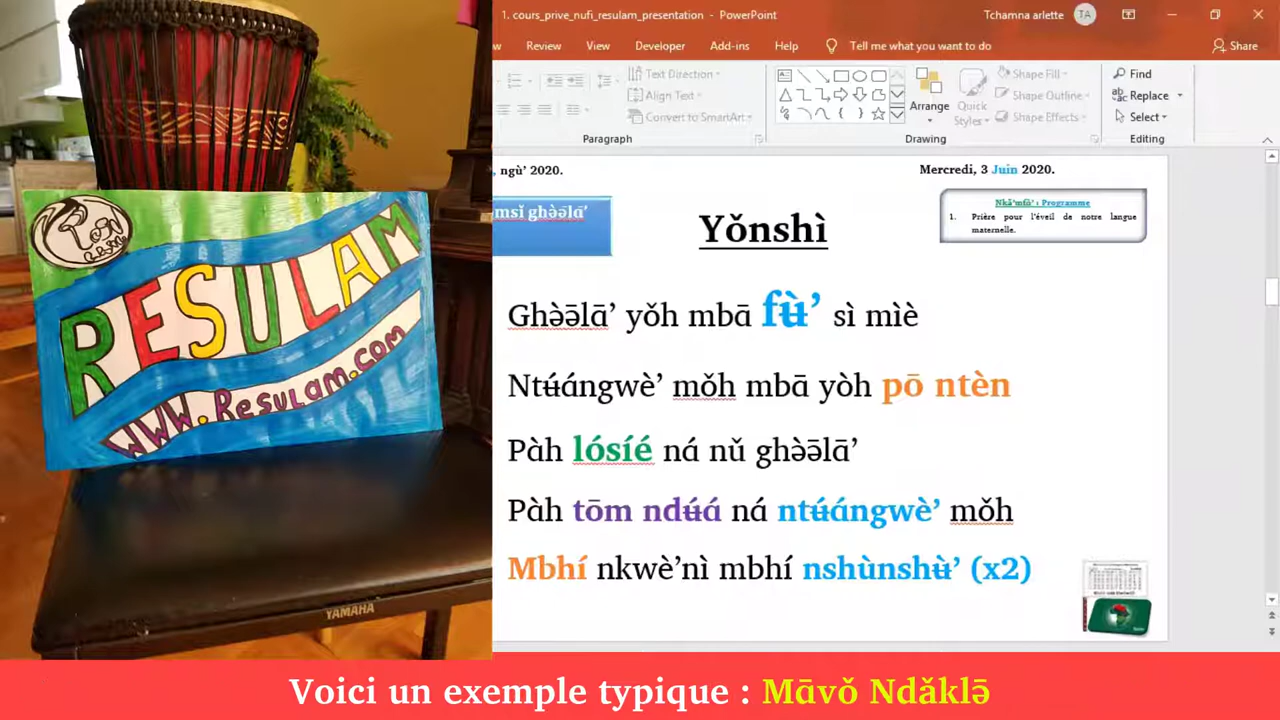 RESULAM
www.Resulam.com
YAMAHA
1. cours_prive_nufi_resulam_presentation - PowerPoint
Tchamna arlette
TA
w Review View Developer Add-ins Help Tell me what you want to do
Share
Text Direction
Align Text
Convert to SmartArt
Paragraph
Arrange
Quick Styles
Shape Fill
Shape Outline
Shape Effects
Drawing
Find
Replace
Select
Editing
, ngù’ 2020.
Mercredi, 3 Juin 2020.
msǐ ghə̀ə̄lā’
Yǒnshì
Nkǎ’mfù’ : Programme
1. Prière pour l’éveil de notre langue
maternelle.
Ghə̀ə̄lā’ yǒh mbā fʉ̀’ sì mìè
Ntʉ́ángwè’ mǒh mbā yòh pō ntèn
Pàh lósíé ná nǔ ghə̀ə̄lā’
Pàh tōm ndʉ́á ná ntʉ́ángwè’ mǒh
Mbhí nkwè’nì mbhí nshùnshʉ̀’ (x2)
Voici un exemple typique : Māvǒ Ndǎklə̄